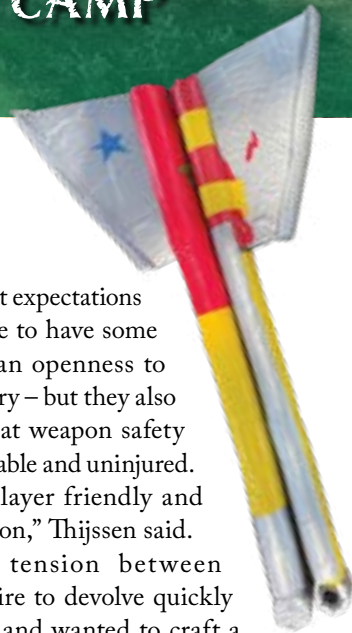 CAMP
t expectations
e to have some
an openness to
ry – but they also
at weapon safety
able and uninjured.
layer friendly and
on,” Thijssen said.
tension between
ire to devolve quickly
and wanted to craft a